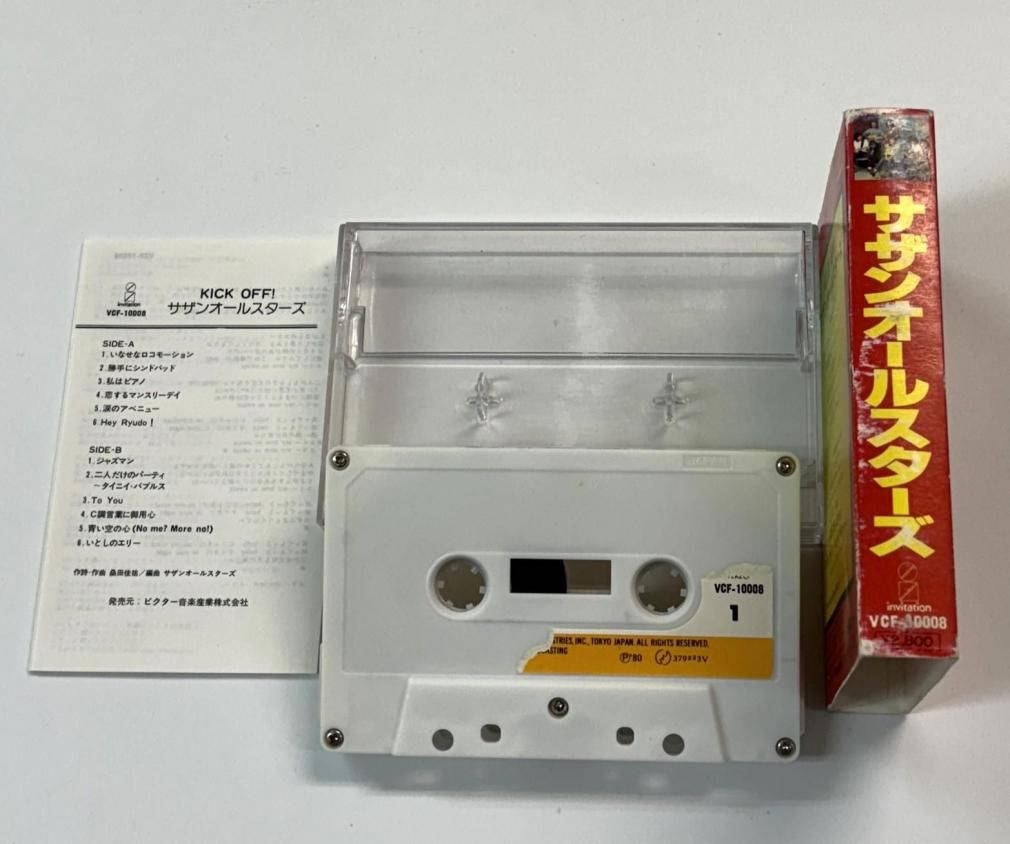 invitation
VCF-10008
KICK OFF!
サザンオールスターズ
SIDE-A
1.いなせなロコモーション
2.勝手にシンドバッド
3.私はピアノ
4.恋するマンスリーデイ
5.涙のアベニュー
6.Hey Ryudo!
SIDE-B
1.ジャズマン
2.二人だけのパーティ
〜タイニイ・バブルス
3.To You
4.C調言葉に御用心
5.青い空の心(No me? More no!)
6.いとしのエリー
作詩・作曲 桑田佳祐/編曲 サザンオールスターズ
発売元:ビクター音楽産業株式会社
VCF-10008
1
STRIES, INC., TOKYO JAPAN. ALL RIGHTS RESERVED,
ASTING
Ⓟ'80
サザンオールスターズ
invitation
VCF-10008
¥2,800